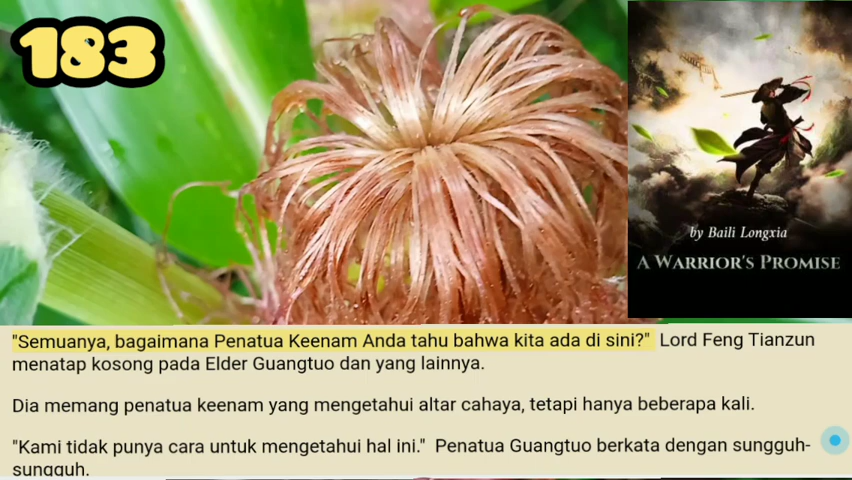 183
by Baili Longxia
A WARRIOR'S PROMISE
"Semuanya, bagaimana Penatua Keenam Anda tahu bahwa kita ada di sini?" Lord Feng Tianzun
menatap kosong pada Elder Guangtuo dan yang lainnya.
Dia memang penatua keenam yang mengetahui altar cahaya, tetapi hanya beberapa kali.
"Kami tidak punya cara untuk mengetahui hal ini." Penatua Guangtuo berkata dengan sungguh-
sungguh.